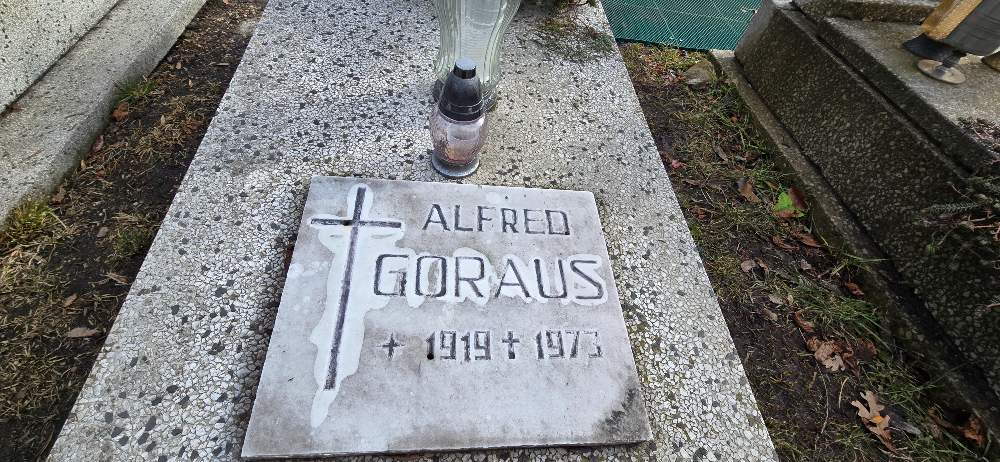 ALFRED
GORAUS
+ 1919 ✝ 1973